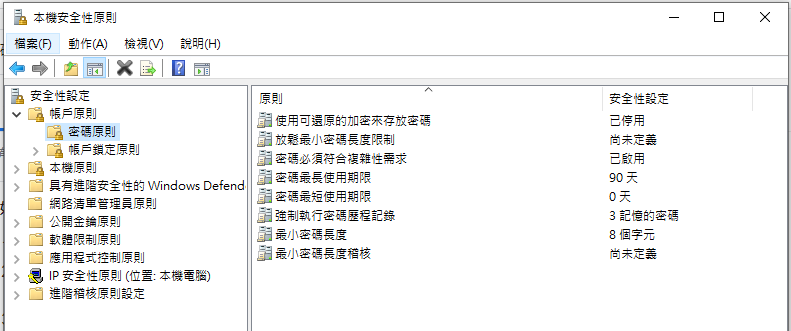 本機安全性原則
檔案(F) 動作(A) 檢視(V) 說明(H)
安全性設定
帳戶原則
密碼原則
帳戶鎖定原則
本機原則
具有進階安全性的 Windows Defend
網路清單管理員原則
公開金鑰原則
軟體限制原則
應用程式控制原則
IP 安全性原則 (位置: 本機電腦)
進階稽核原則設定
原則 安全性設定
使用可還原的加密來存放密碼 已停用
放鬆最小密碼長度限制 尚未定義
密碼必須符合複雜性需求 已啟用
密碼最長使用期限 90 天
密碼最短使用期限 0 天
強制執行密碼歷程記錄 3 記憶的密碼
最小密碼長度 8 個字元
最小密碼長度稽核 尚未定義